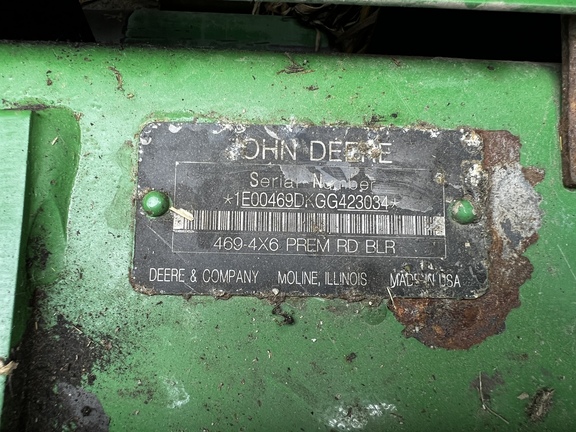 JOHN DEERE
Serial Number
*1E00469DKGG423034*
469-4X6 PREM RD BLR
DEERE & COMPANY MOLINE, ILLINOIS MADE IN USA